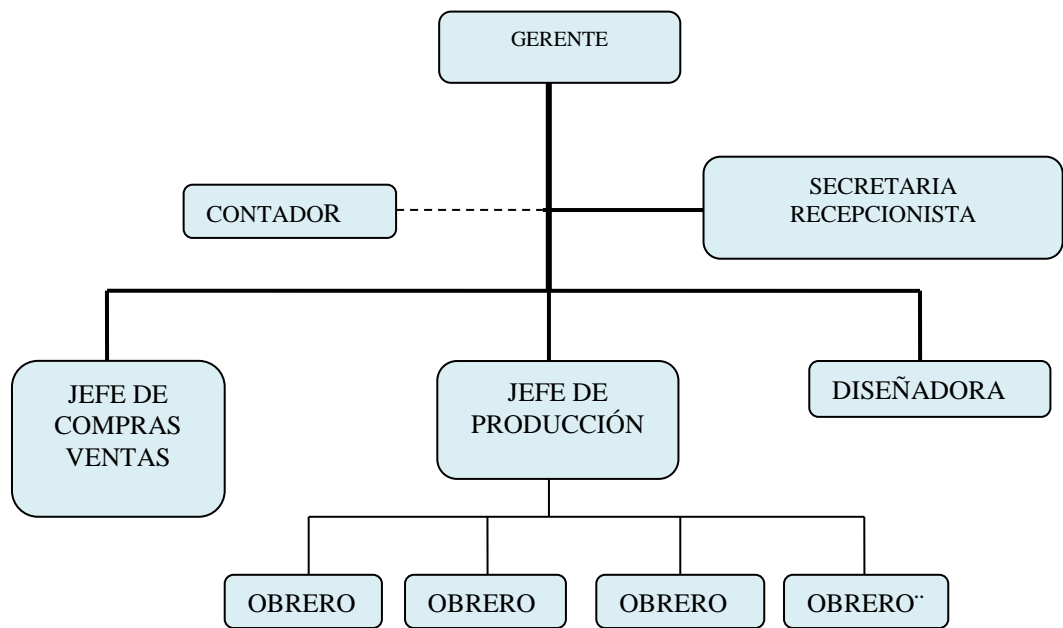 GERENTE
CONTADOR
SECRETARIA
RECEPCIONISTA
JEFE DE
COMPRAS
VENTAS
JEFE DE
PRODUCCIÓN
DISEÑADORA
OBRERO
OBRERO
OBRERO
OBRERO¨